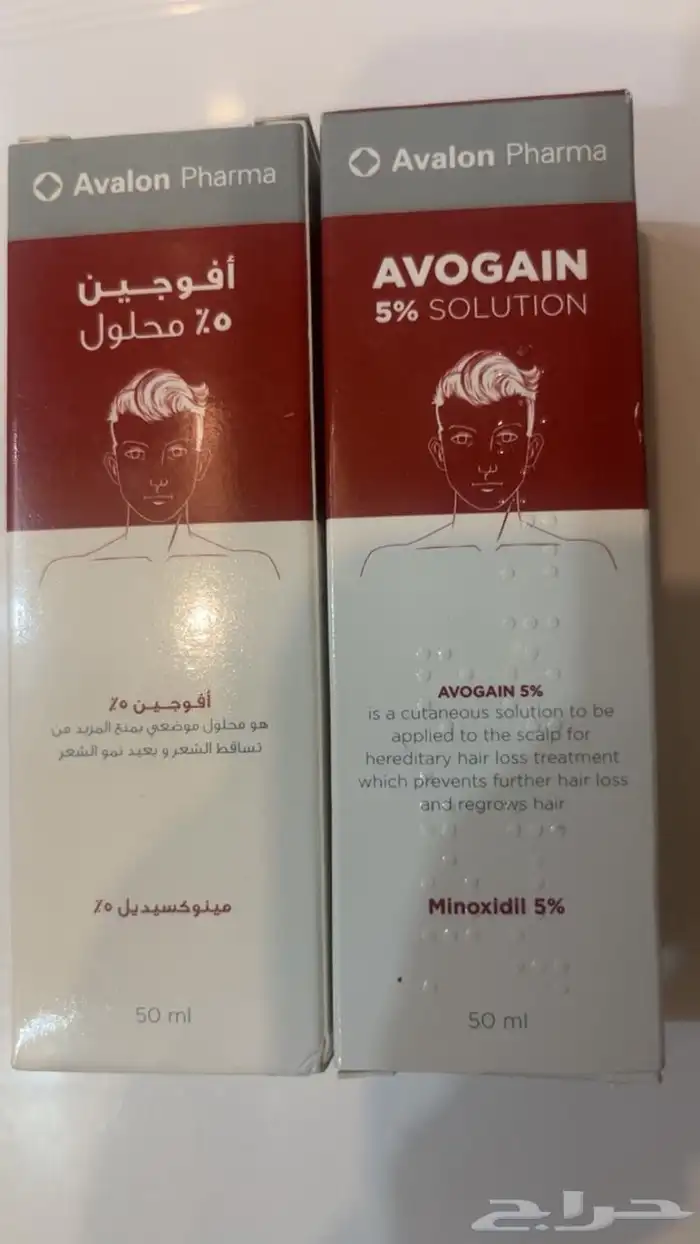 Avalon Pharma
أفوجين
٥٪ محلول
أفوجين ٥٪
هو محلول موضعي يمنع المزيد من
تساقط الشعر و يعيد نمو الشعر
مينوكسيديل ٥٪
50 ml
Avalon Pharma
AVOGAIN
5% SOLUTION
AVOGAIN 5%
is a cutaneous solution to be
applied to the scalp for
hereditary hair loss treatment
which prevents further hair loss
and regrows hair
Minoxidil 5%
50 ml
حراج